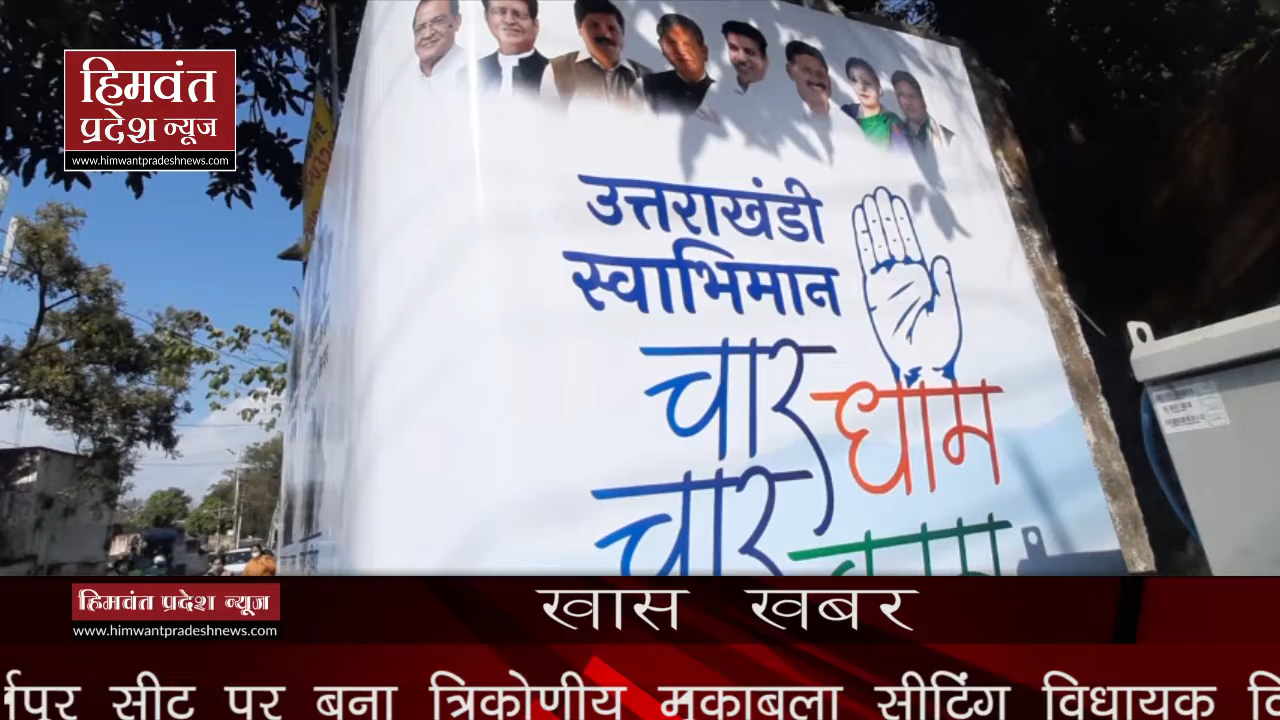 हिमवंत
प्रदेश न्यूज
www.himwantpradeshnews.com
उत्तराखंडी
स्वाभिमान
चार धाम
चार
हिमवंत प्रदेश न्यूज
www.himwantpradeshnews.com
खास खबर
सीट पर बना त्रिकोणीय मुकाबला सीटिंग विधायक